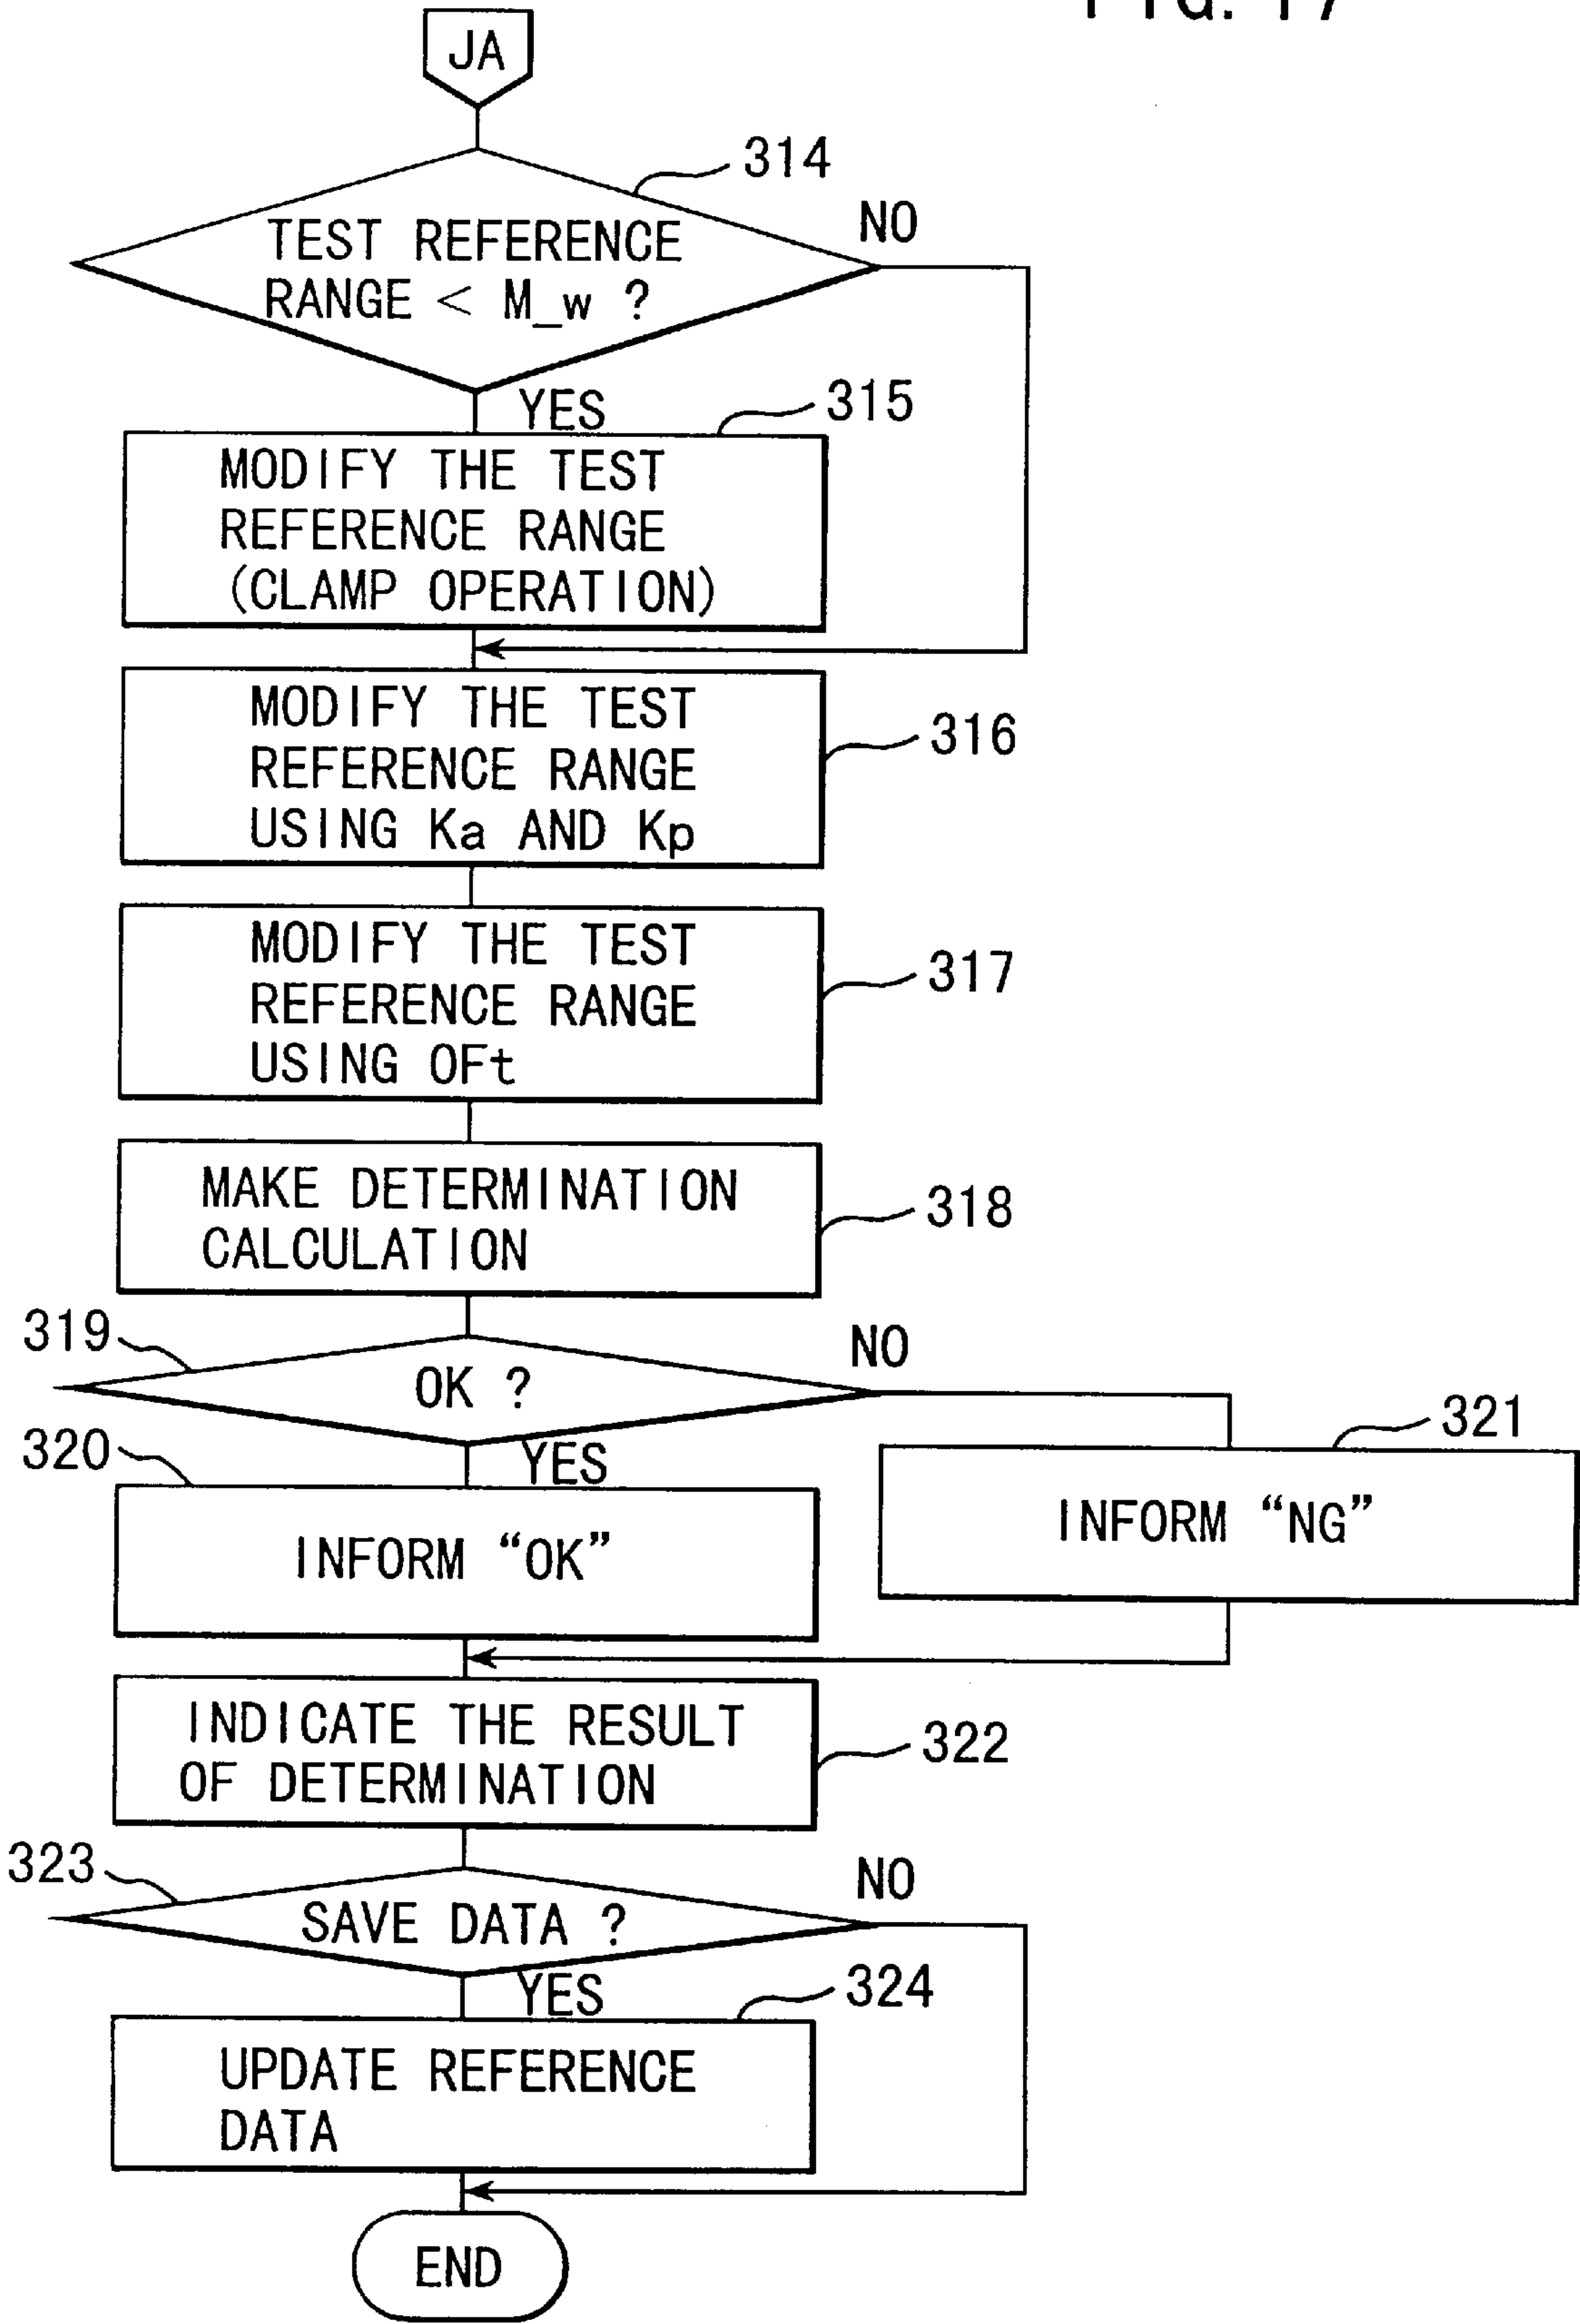 FIG. 17
JA
314
TEST REFERENCE
RANGE < M_w ?
NO
YES
315
MODIFY THE TEST
REFERENCE RANGE
(CLAMP OPERATION)
MODIFY THE TEST
REFERENCE RANGE
USING Ka AND Kp
316
MODIFY THE TEST
REFERENCE RANGE
USING OFt
317
MAKE DETERMINATION
CALCULATION
318
319
OK ?
NO
YES
320
INFORM “OK”
321
INFORM “NG”
INDICATE THE RESULT
OF DETERMINATION
322
323
SAVE DATA ?
NO
YES
324
UPDATE REFERENCE
DATA
END